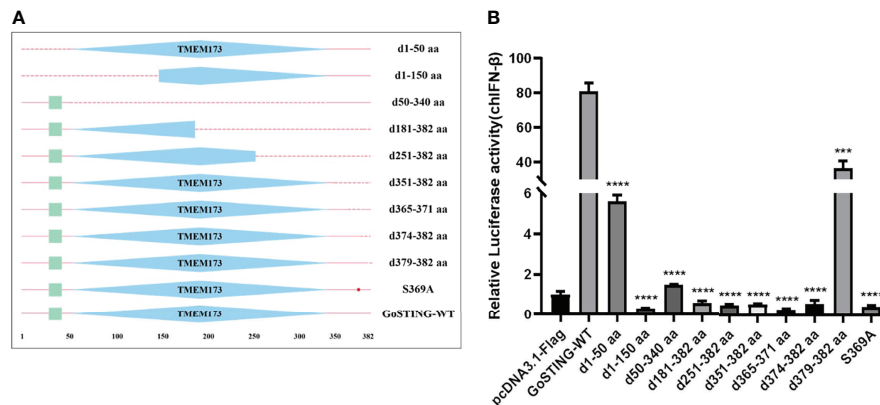 A
TMEM173 d1-50 aa
d1-150 aa
d50-340 aa
d181-382 aa
d251-382 aa
TMEM173 d351-382 aa
TMEM173 d365-371 aa
TMEM173 d374-382 aa
TMEM173 d379-382 aa
TMEM173 S369A
TMEM173 GoSTING-WT
1 50 100 150 200 250 300 350 382
B
Relative Luciferase activity(chIFN-β)
100
80
60
40
6
4
2
0
****
****
****
****
****
****
****
****
***
****
pcDNA3.1-Flag
GoSTING-WT
d1-50 aa
d1-150 aa
d50-340 aa
d181-382 aa
d251-382 aa
d351-382 aa
d365-371 aa
d374-382 aa
d379-382 aa
S369A